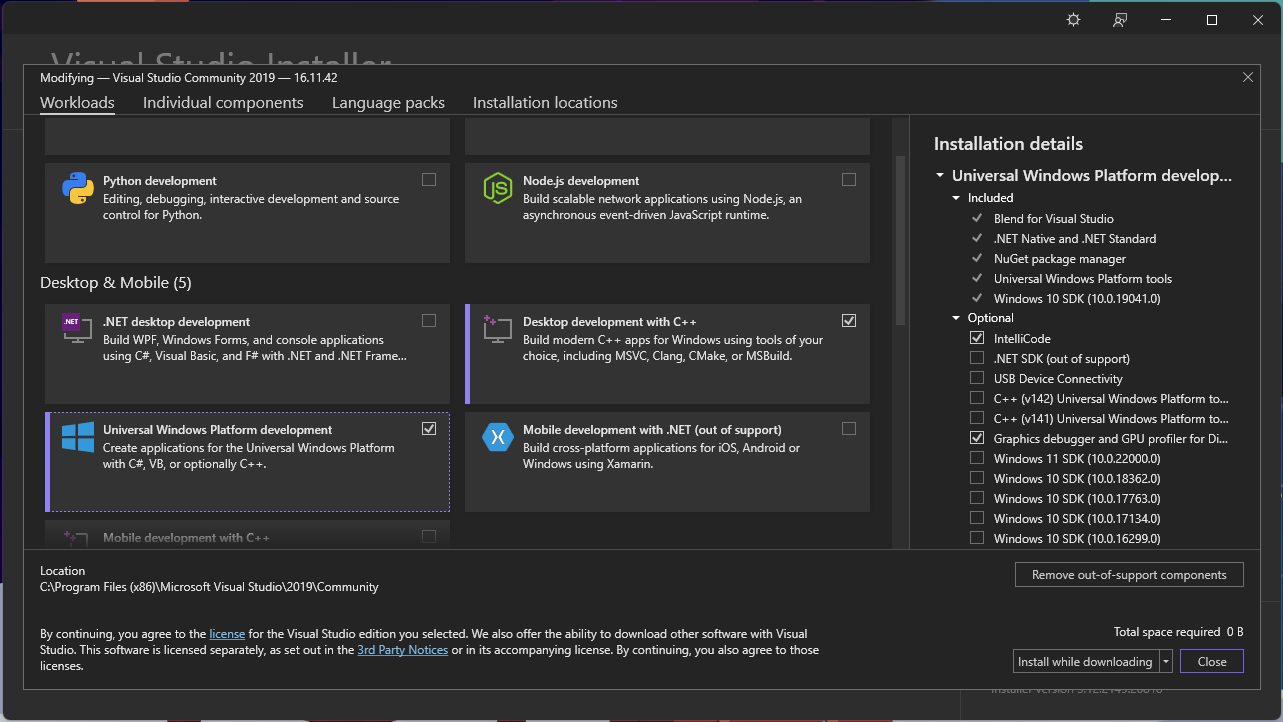 Visual Studio Installer
Modifying — Visual Studio Community 2019 — 16.11.42
Workloads
Individual components
Language packs
Installation locations
Python development
Editing, debugging, interactive development and source
control for Python.
Node.js development
Build scalable network applications using Node.js, an
asynchronous event-driven JavaScript runtime.
Desktop & Mobile (5)
.NET
.NET desktop development
Build WPF, Windows Forms, and console applications
using C#, Visual Basic, and F# with .NET and .NET Frame...
Desktop development with C++
Build modern C++ apps for Windows using tools of your
choice, including MSVC, Clang, CMake, or MSBuild.
Universal Windows Platform development
Create applications for the Universal Windows Platform
with C#, VB, or optionally C++.
Mobile development with .NET (out of support)
Build cross-platform applications for iOS, Android or
Windows using Xamarin.
Mobile development with C++
Installation details
Universal Windows Platform develop...
Included
Blend for Visual Studio
.NET Native and .NET Standard
NuGet package manager
Universal Windows Platform tools
Windows 10 SDK (10.0.19041.0)
Optional
IntelliCode
.NET SDK (out of support)
USB Device Connectivity
C++ (v142) Universal Windows Platform to...
C++ (v141) Universal Windows Platform to...
Graphics debugger and GPU profiler for Di...
Windows 11 SDK (10.0.22000.0)
Windows 10 SDK (10.0.18362.0)
Windows 10 SDK (10.0.17763.0)
Windows 10 SDK (10.0.17134.0)
Windows 10 SDK (10.0.16299.0)
Location
C:\Program Files (x86)\Microsoft Visual Studio\2019\Community
Remove out-of-support components
By continuing, you agree to the license for the Visual Studio edition you selected. We also offer the ability to download other software with Visual
Studio. This software is licensed separately, as set out in the 3rd Party Notices or in its accompanying license. By continuing, you also agree to those
licenses.
Total space required 0 B
Install while downloading
Close